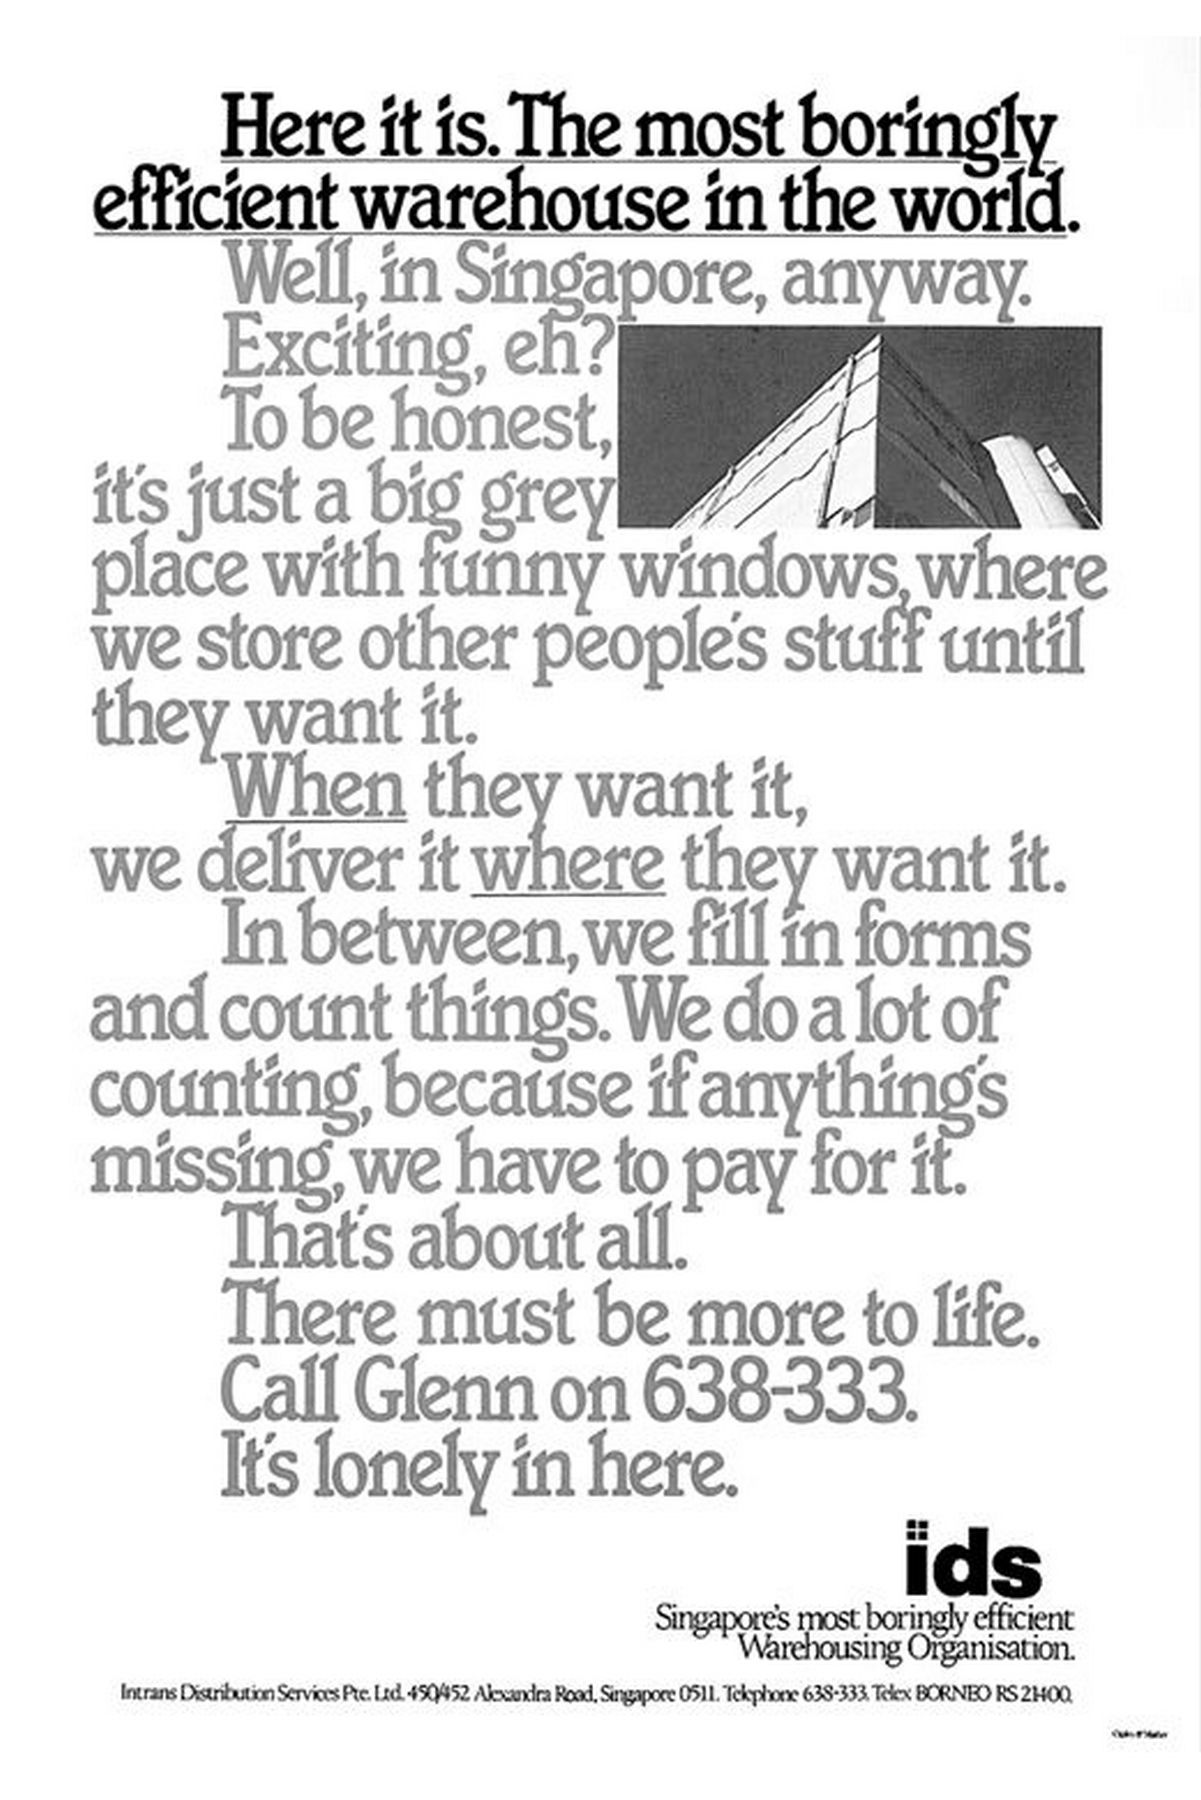 Here it is. The most boringly
efficient warehouse in the world.
Well, in Singapore, anyway.
Exciting, eh?
To be honest,
it's just a big grey
place with funny windows, where
we store other people's stuff until
they want it.
When they want it,
we deliver it where they want it.
In between, we fill in forms
and count things. We do a lot of
counting, because if anything's
missing, we have to pay for it.
That's about all.
There must be more to life.
Call Glenn on 638-333.
It's lonely in here.
ids
Singapore's most boringly efficient
Warehousing Organisation.
Intrans Distribution Services Pte. Ltd. 450/452 Alexandra Road, Singapore 0511. Telephone 638-333. Telex BORNEO RS 21400.